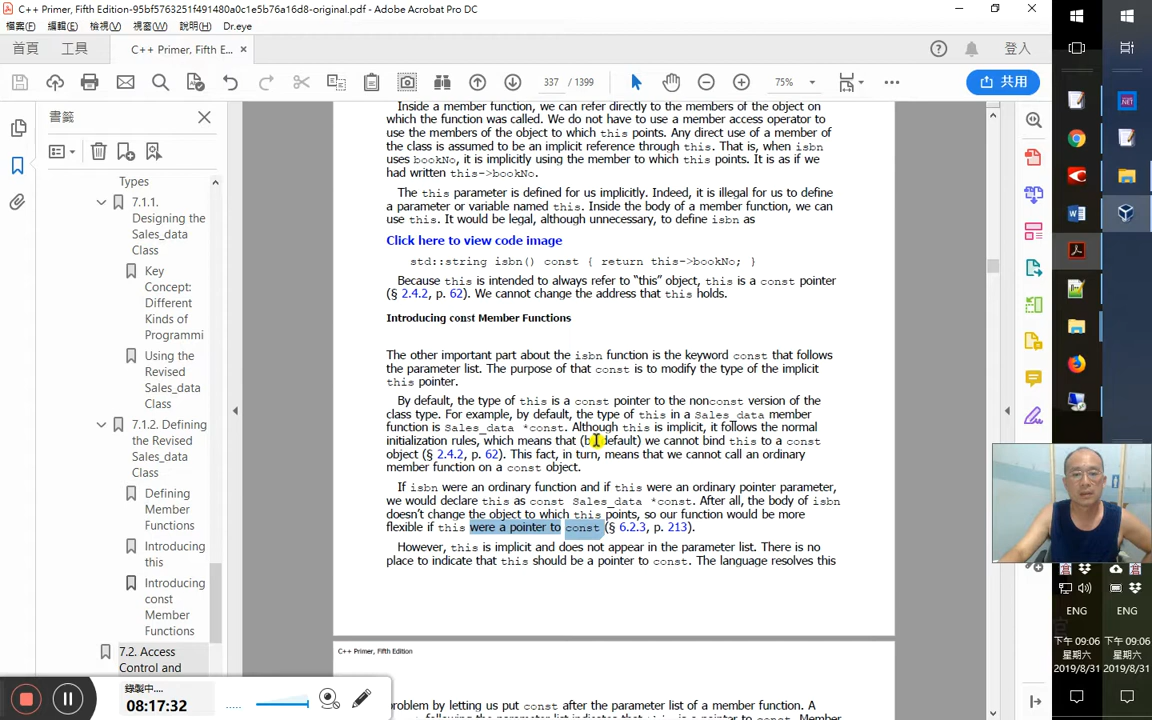 C++ Primer, Fifth Edition-95bf5751f491480a0c1e5b76a16d8-original.pdf - Adobe Acrobat Pro DC
檔案(F) 編輯(E) 檢視(V) 視窗(W) 說明(H) Dr.eye
首頁 工具 C++ Primer, Fifth E... × 登入
337 / 1399 75% 共用
書籤
Types
7.1.1.
Designing the
Sales_data
Class
Key
Concept:
Different
Kinds of
Programmi
Using the
Revised
Sales_data
Class
7.1.2. Defining
the Revised
Sales_data
Class
Defining
Member
Functions
Introducing
this
Introducing
const
Member
Functions
7.2. Access
Control and
Inside a member function, we can refer directly to the members of the object on
which the function was called. We do not have to use a member access operator to
use the members of the object to which this points. Any direct use of a member of
the class is assumed to be an implicit reference through this. That is, when isbn
uses bookNo, it is implicitly using the member to which this points. It is as if we
had written this->bookNo.
The this parameter is defined for us implicitly. Indeed, it is illegal for us to define
a parameter or variable named this. Inside the body of a member function, we can
use this. It would be legal, although unnecessary, to define isbn as
Click here to view code image
std::string isbn() const { return this->bookNo; }
Because this is intended to always refer to “this” object, this is a const pointer
(§ 2.4.2, p. 62). We cannot change the address that this holds.
Introducing const Member Functions
The other important part about the isbn function is the keyword const that follows
the parameter list. The purpose of that const is to modify the type of the implicit
this pointer.
By default, the type of this is a const pointer to the nonconst version of the
class type. For example, by default, the type of this in a Sales_data member
function is Sales_data *const. Although this is implicit, it follows the normal
initialization rules, which means that (by default) we cannot bind this to a const
object (§ 2.4.2, p. 62). This fact, in turn, means that we cannot call an ordinary
member function on a const object.
If isbn were an ordinary function and if this were an ordinary pointer parameter,
we would declare this as const Sales_data *const. After all, the body of isbn
doesn’t change the object to which this points, so our function would be more
flexible if this were a pointer to const (§ 6.2.3, p. 213).
However, this is implicit and does not appear in the parameter list. There is no
place to indicate that this should be a pointer to const. The language resolves this
C++ Primer, Fifth Edition
problem by letting us put const after the parameter list of a member function. A
following the parameter list indicates that
錄製中...
08:17:32
ENG ENG
下午 09:06 下午 09:06
星期六 星期六
2019/8/31 2019/8/31